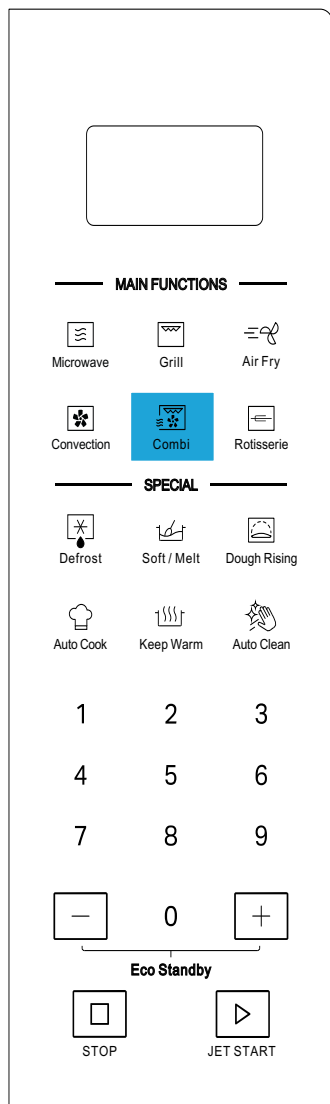 MAIN FUNCTIONS
Microwave Grill Air Fry
Convection Combi Rotisserie
SPECIAL
Defrost Soft / Melt Dough Rising
Auto Cook Keep Warm Auto Clean
1 2 3
4 5 6
7 8 9
− 0 +
Eco Standby
STOP JET START